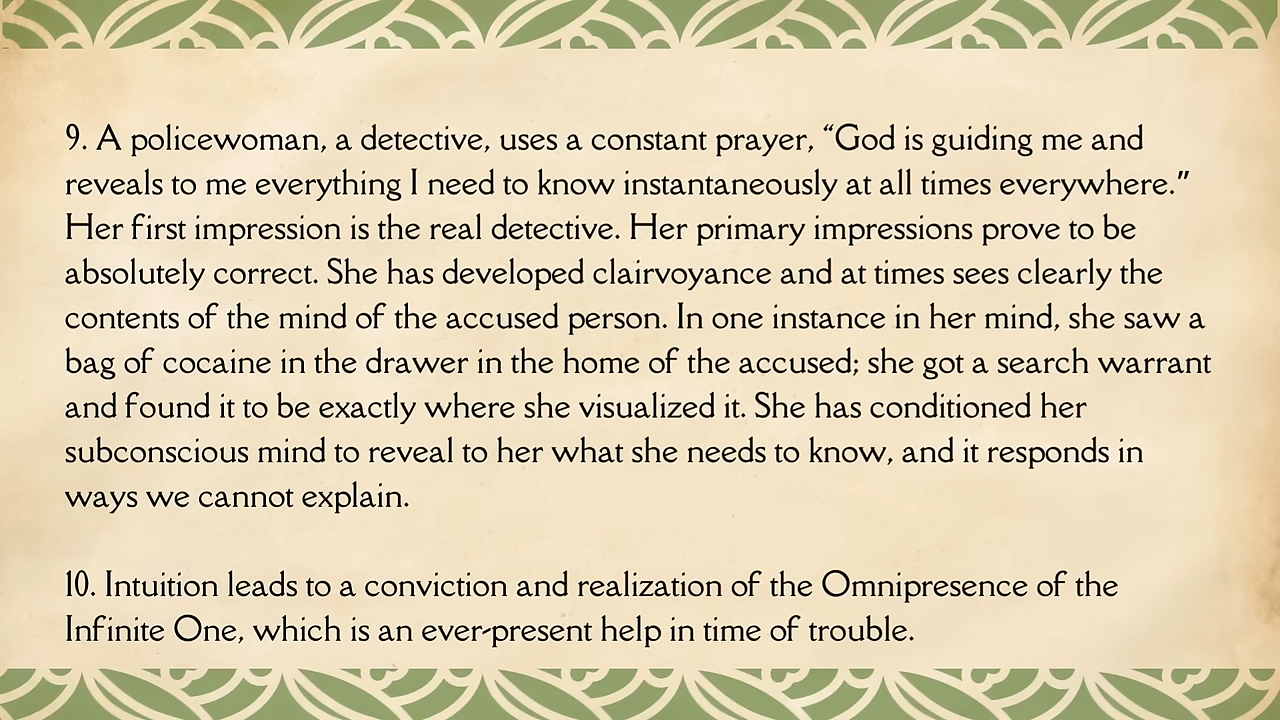 9. A policewoman, a detective, uses a constant prayer, “God is guiding me and
reveals to me everything I need to know instantaneously at all times everywhere.”
Her first impression is the real detective. Her primary impressions prove to be
absolutely correct. She has developed clairvoyance and at times sees clearly the
contents of the mind of the accused person. In one instance in her mind, she saw a
bag of cocaine in the drawer in the home of the accused; she got a search warrant
and found it to be exactly where she visualized it. She has conditioned her
subconscious mind to reveal to her what she needs to know, and it responds in
ways we cannot explain.
10. Intuition leads to a conviction and realization of the Omnipresence of the
Infinite One, which is an ever-present help in time of trouble.